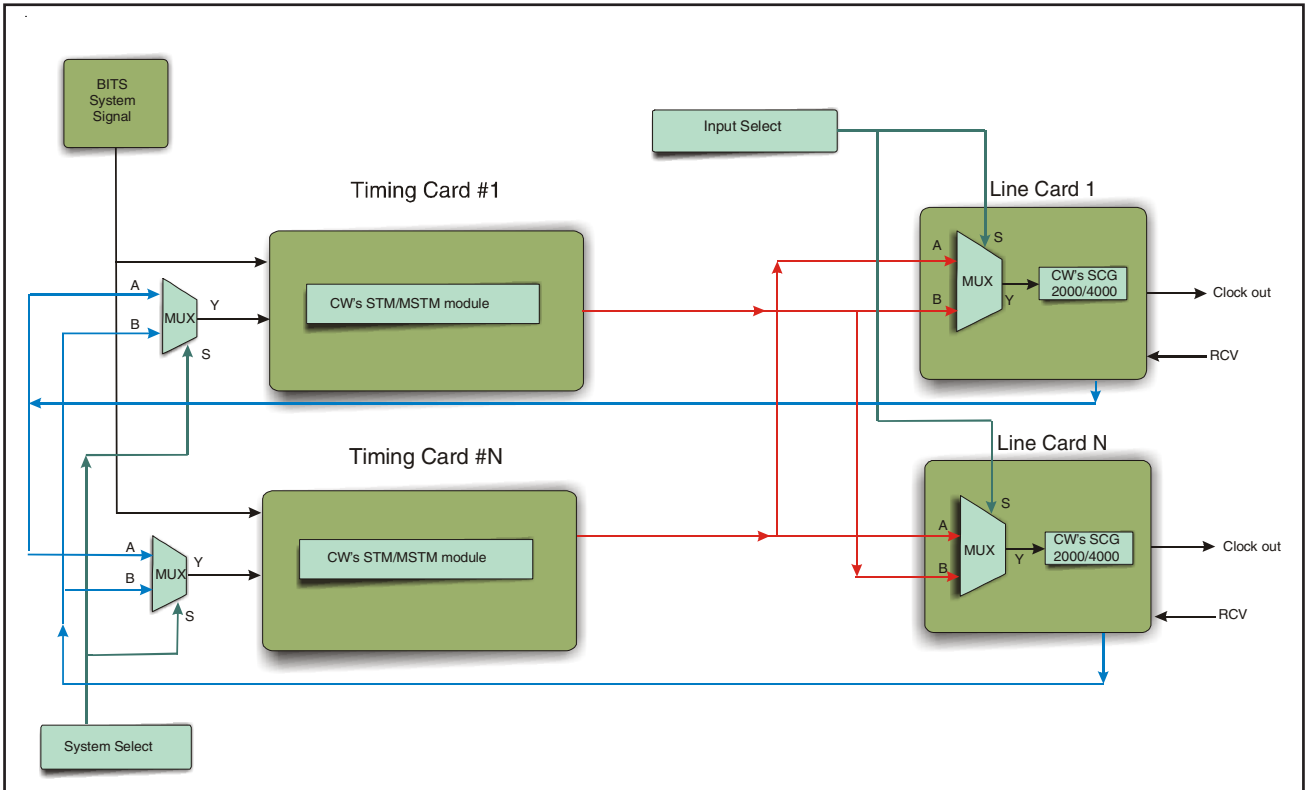 BITS
System
Signal
Input Select
Timing Card #1
Line Card 1
A
MUX
B
Y
S
CW's STM/MSTM module
A
B
MUX
S
Y
CW's SCG
2000/4000
Clock out
RCV
Timing Card #N
Line Card N
A
MUX
B
Y
S
CW's STM/MSTM module
A
B
MUX
S
Y
CW's SCG
2000/4000
Clock out
RCV
System Select